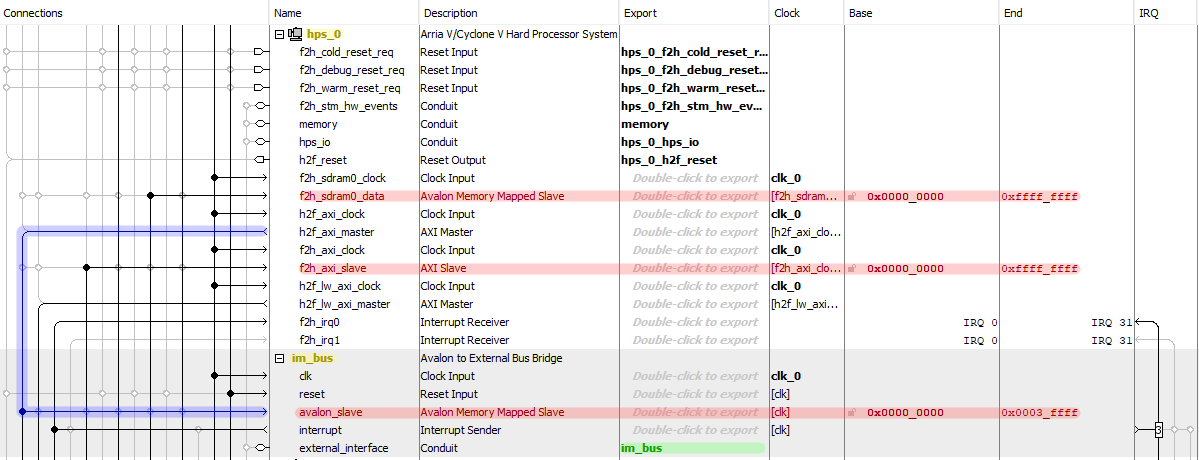 Connections Name Description Export Clock Base End IRQ
hps_0 Arria V/Cyclone V Hard Processor System
f2h_cold_reset_req Reset Input hps_0_f2h_cold_reset_r...
f2h_debug_reset_req Reset Input hps_0_f2h_debug_reset...
f2h_warm_reset_req Reset Input hps_0_f2h_warm_reset...
f2h_stm_hw_events Conduit hps_0_f2h_stm_hw_ev...
memory Conduit memory
hps_io Conduit hps_0_hps_io
h2f_reset Reset Output hps_0_h2f_reset
f2h_sdram0_clock Clock Input Double-click to export clk_0
f2h_sdram0_data Avalon Memory Mapped Slave Double-click to export [f2h_sdram... 0x0000_0000 0xffff_ffff
h2f_axi_clock Clock Input Double-click to export clk_0
h2f_axi_master AXI Master Double-click to export [h2f_axi_clo...
f2h_axi_clock Clock Input Double-click to export clk_0
f2h_axi_slave AXI Slave Double-click to export [f2h_axi_clo... 0x0000_0000 0xffff_ffff
h2f_lw_axi_clock Clock Input Double-click to export clk_0
h2f_lw_axi_master AXI Master Double-click to export [h2f_lw_axi...
f2h_irq0 Interrupt Receiver Double-click to export IRQ 0 IRQ 31
f2h_irq1 Interrupt Receiver Double-click to export IRQ 0 IRQ 31
im_bus Avalon to External Bus Bridge
clk Clock Input Double-click to export clk_0
reset Reset Input Double-click to export [clk]
avalon_slave Avalon Memory Mapped Slave Double-click to export [clk] 0x0000_0000 0x0003_ffff
interrupt Interrupt Sender Double-click to export [clk] 3
external_interface Conduit im_bus